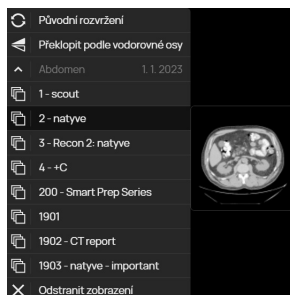 Původní rozvržení
Překlopit podle vodorovné osy
Abdomen 1. 1. 2023
1 - scout
2 - natyve
3 - Recon 2: natyve
4 - +C
200 - Smart Prep Series
1901
1902 - CT report
1903 - natyve - important
Odstranit zobrazení